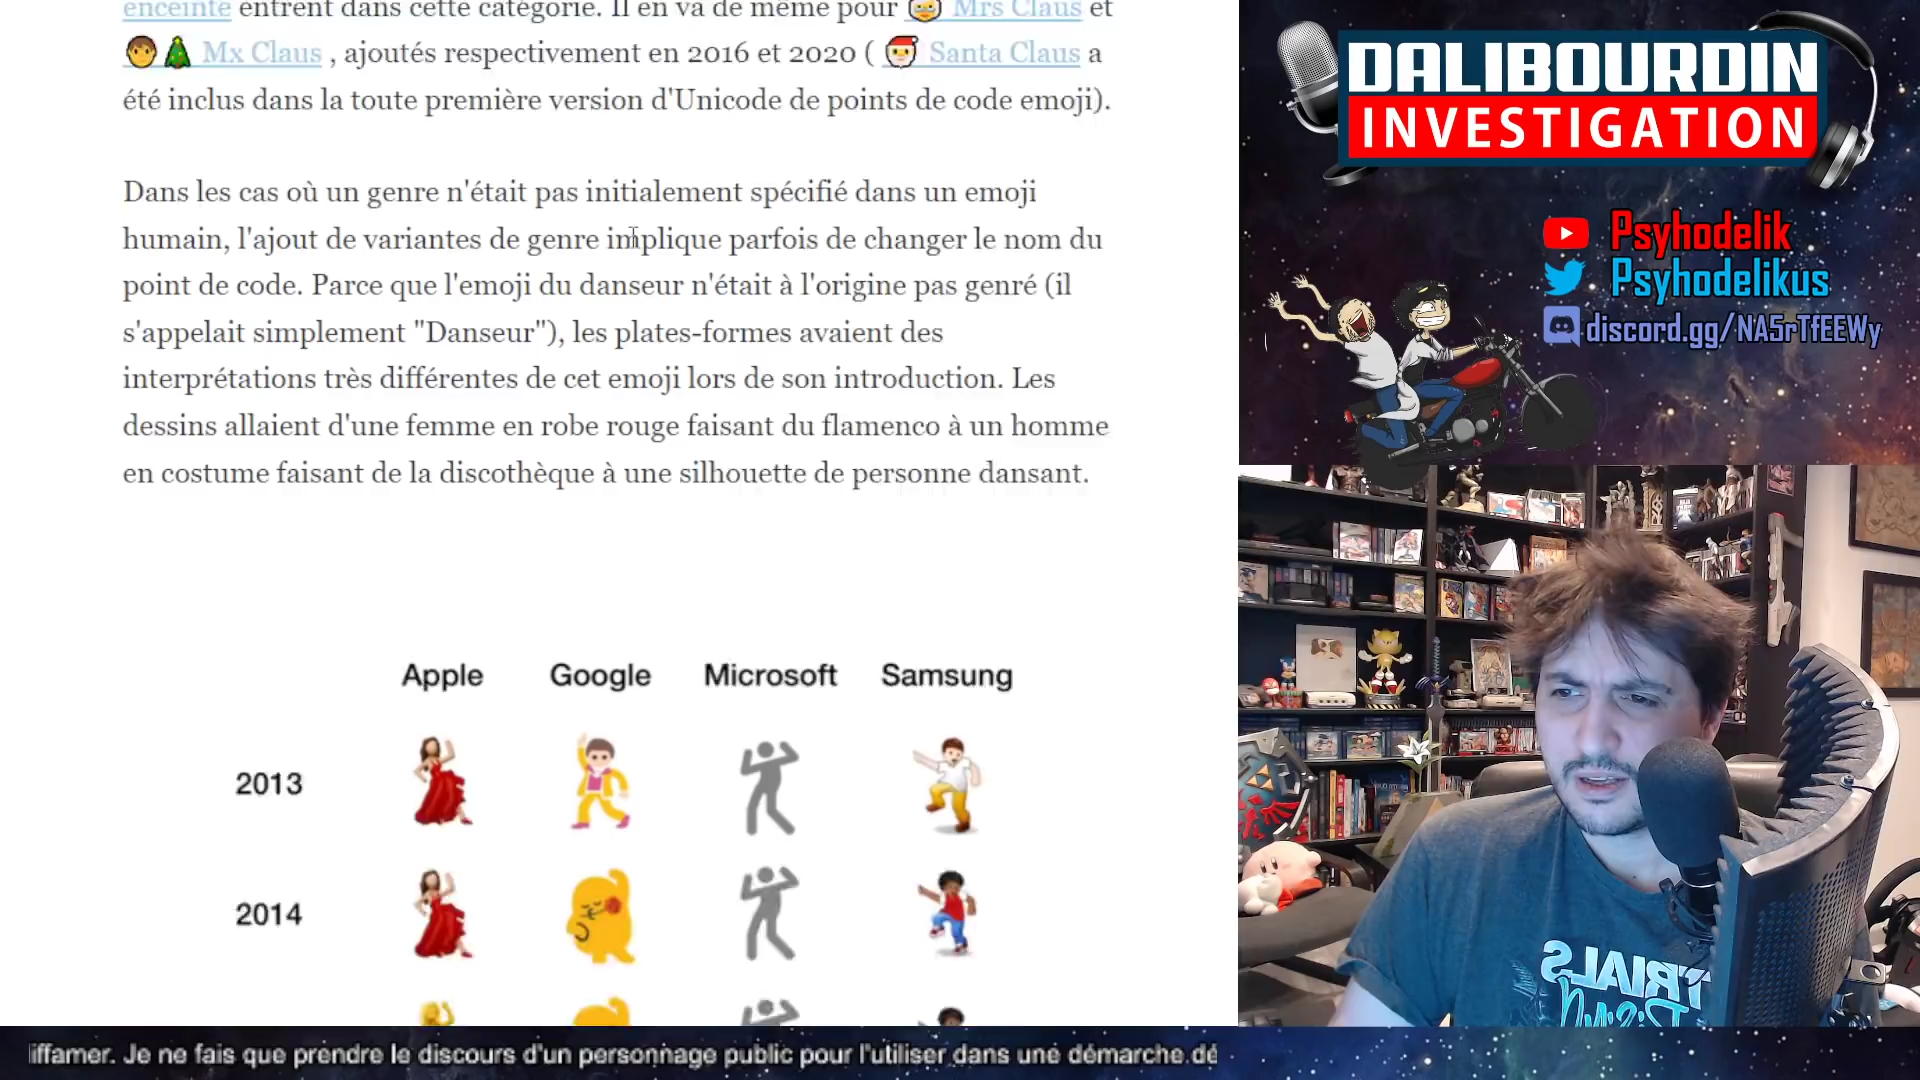 enceinte entrent dans cette catégorie. Il en va de même pour Mrs Claus et
Mx Claus , ajoutés respectivement en 2016 et 2020 ( Santa Claus a
été inclus dans la toute première version d'Unicode de points de code emoji).
Dans les cas où un genre n'était pas initialement spécifié dans un emoji
humain, l'ajout de variantes de genre implique parfois de changer le nom du
point de code. Parce que l'emoji du danseur n'était à l'origine pas genré (il
s'appelait simplement "Danseur"), les plates-formes avaient des
interprétations très différentes de cet emoji lors de son introduction. Les
dessins allaient d'une femme en robe rouge faisant du flamenco à un homme
en costume faisant de la discothèque à une silhouette de personne dansant.
Apple Google Microsoft Samsung
2013
2014
DALIBOURDIN
INVESTIGATION
Psyhodelik
Psyhodelikus
discord.gg/NA5rTfEEWy
TRIALS
iffamer. Je ne fais que prendre le discours d'un personnage public pour l'utiliser dans une démarche dé